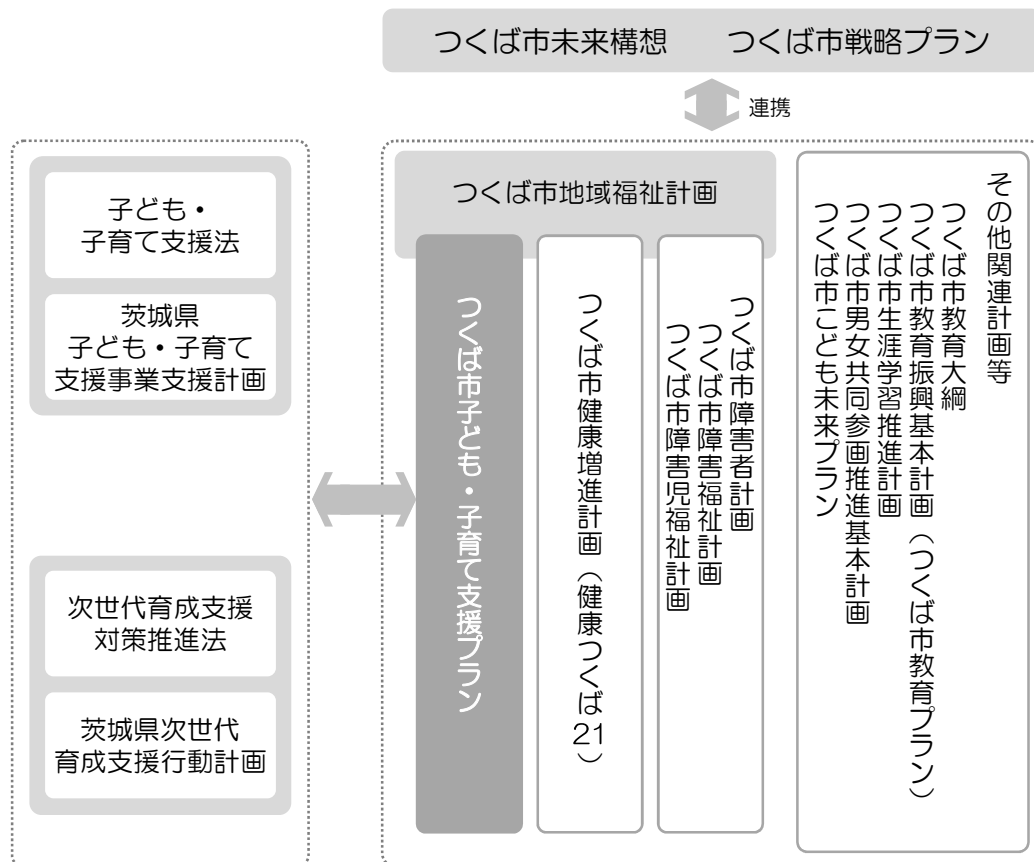 つくば市未来構想　つくば市戦略プラン
連携
子ども・
子育て支援法
茨城県
子ども・子育て
支援事業支援計画
次世代育成支援
対策推進法
茨城県次世代
育成支援行動計画
つくば市地域福祉計画
つくば市子ども・子育て支援プラン
つくば市健康増進計画（健康つくば21）
つくば市障害者計画
つくば市障害福祉計画
つくば市障害児福祉計画
その他関連計画等
つくば市教育大綱
つくば市教育振興基本計画（つくば市教育プラン）
つくば市生涯学習推進計画
つくば市男女共同参画推進基本計画
つくば市こども未来プラン